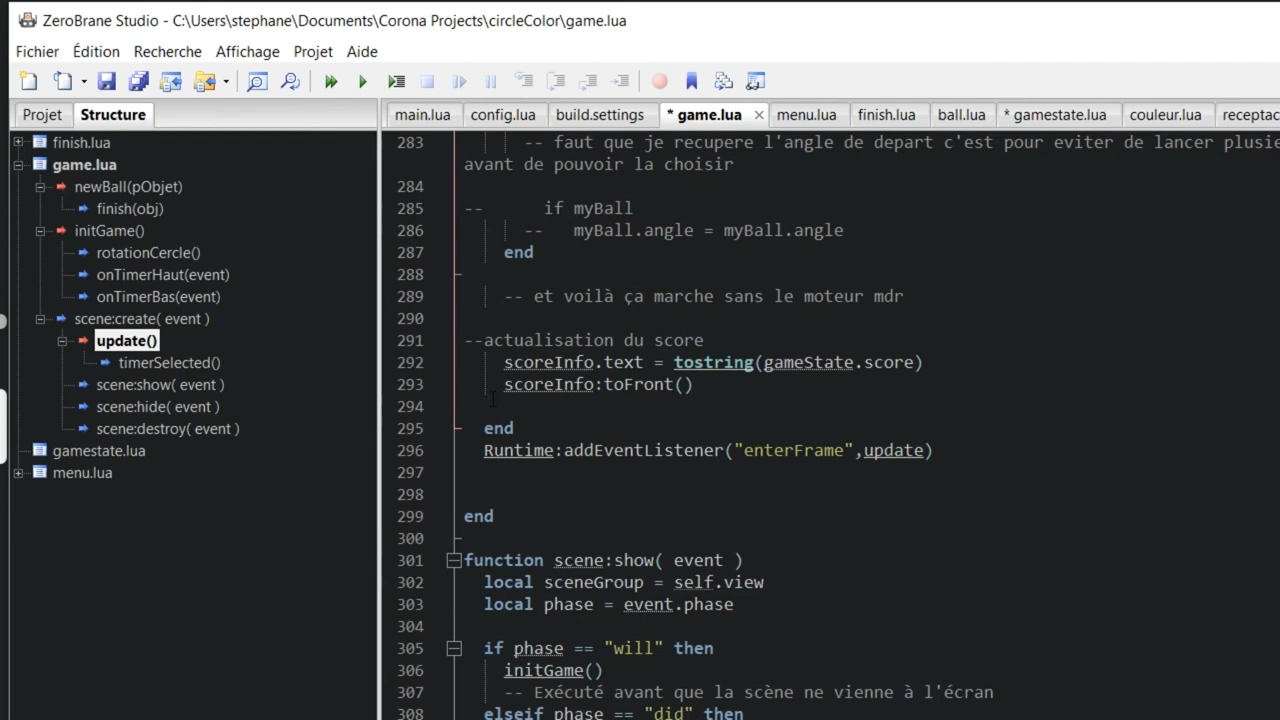 ZeroBrane Studio - C:\Users\stephane\Documents\Corona Projects\circleColor\game.lua
Fichier Édition Recherche Affichage Projet Aide
Projet Structure
main.lua config.lua build.settings * game.lua menu.lua finish.lua ball.lua * gamestate.lua couleur.lua receptac
finish.lua
game.lua
newBall(pObjet)
finish(obj)
initGame()
rotationCercle()
onTimerHaut(event)
onTimerBas(event)
scene:create( event )
update()
timerSelected()
scene:show( event )
scene:hide( event )
scene:destroy( event )
gamestate.lua
menu.lua
283 -- faut que je recupere l'angle de depart c'est pour eviter de lancer plusie
avant de pouvoir la choisir
284
285 -- if myBall
286 -- myBall.angle = myBall.angle
287 end
288
289 -- et voilà ça marche sans le moteur mdr
290
291 --actualisation du score
292 scoreInfo.text = tostring(gameState.score)
293 scoreInfo:toFront()
294
295 end
296 Runtime:addEventListener("enterFrame",update)
297
298
299 end
300
301 function scene:show( event )
302 local sceneGroup = self.view
303 local phase = event.phase
304
305 if phase == "will" then
306 initGame()
307 -- Exécuté avant que la scène ne vienne à l'écran
308 elseif phase == "did" then